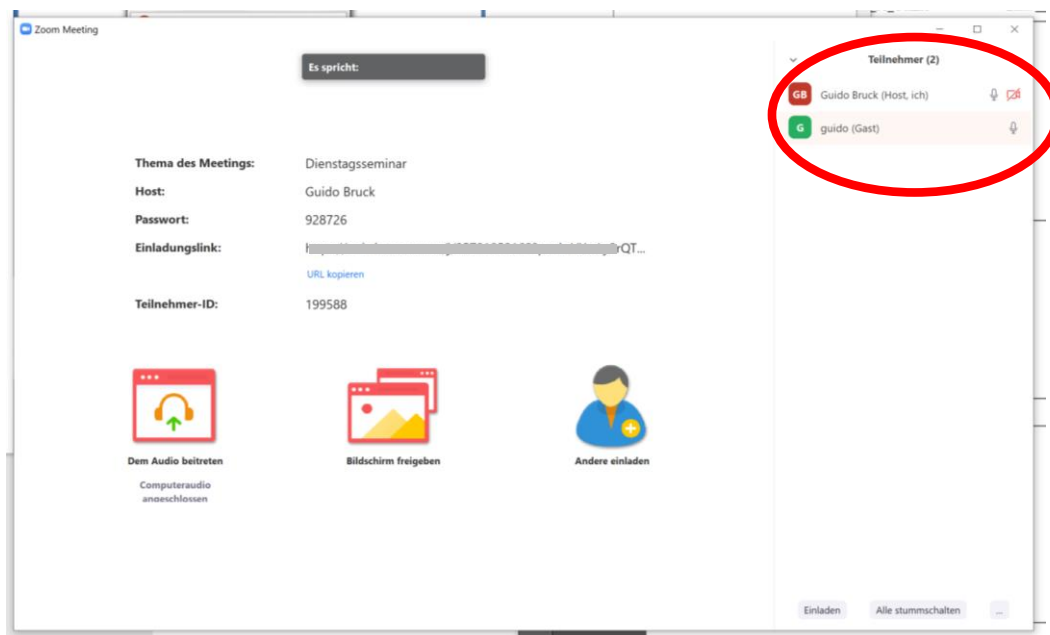 Zoom Meeting
Es spricht:
Thema des Meetings: Dienstagsseminar
Host: Guido Bruck
Passwort: 928726
Einladungslink:
URL kopieren
Teilnehmer-ID: 199588
Dem Audio beitreten
Computeraudio
angeschlossen
Bildschirm freigeben
Andere einladen
Teilnehmer (2)
GB Guido Bruck (Host, ich)
G guido (Gast)
Einladen Alle stummschalten ...